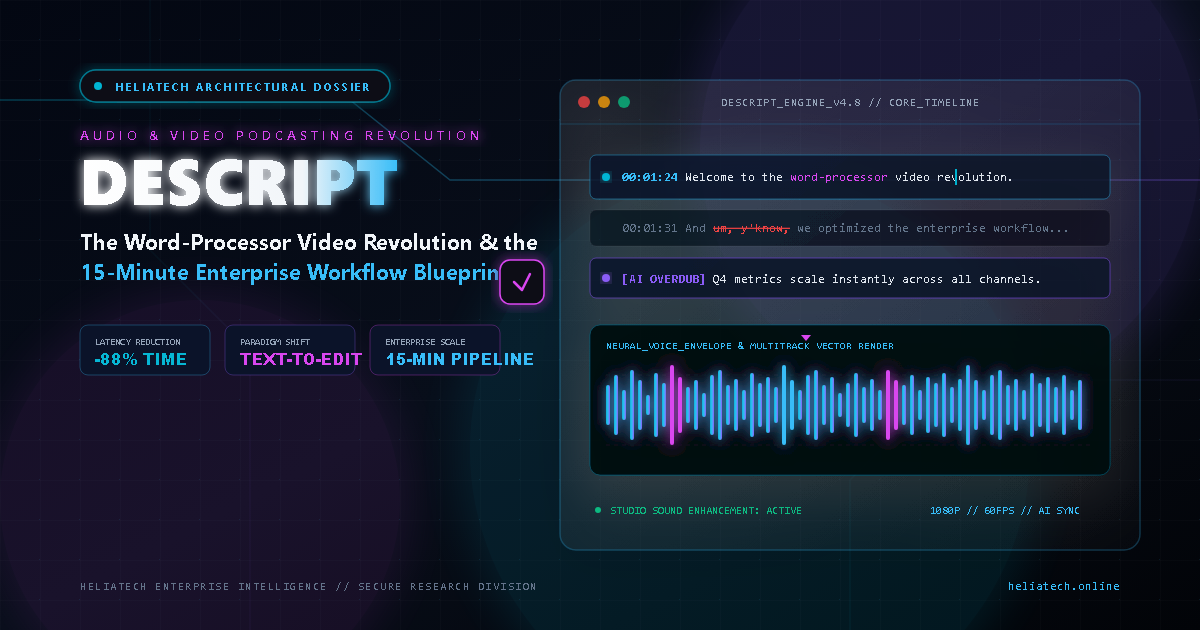 HELIATECH ARCHITECTURAL DOSSIER
AUDIO & VIDEO PODCASTING REVOLUTION
DESCRIPT
The Word-Processor Video Revolution & the
15-Minute Enterprise Workflow Blueprin
LATENCY REDUCTION
-88% TIME
PARADIGM SHIFT
TEXT-TO-EDIT
ENTERPRISE SCALE
15-MIN PIPELINE
DESCRIPT_ENGINE_v4.8 // CORE_TIMELINE
00:01:24 Welcome to the word-processor video revolution.
00:01:31 And um, y'know, we optimized the enterprise workflow...
[AI OVERDUB] Q4 metrics scale instantly across all channels.
NEURAL_VOICE_ENVELOPE & MULTITRACK VECTOR RENDER
STUDIO SOUND ENHANCEMENT: ACTIVE
1080P // 60FPS // AI SYNC
HELIATECH ENTERPRISE INTELLIGENCE // SECURE RESEARCH DIVISION
heliatech.online